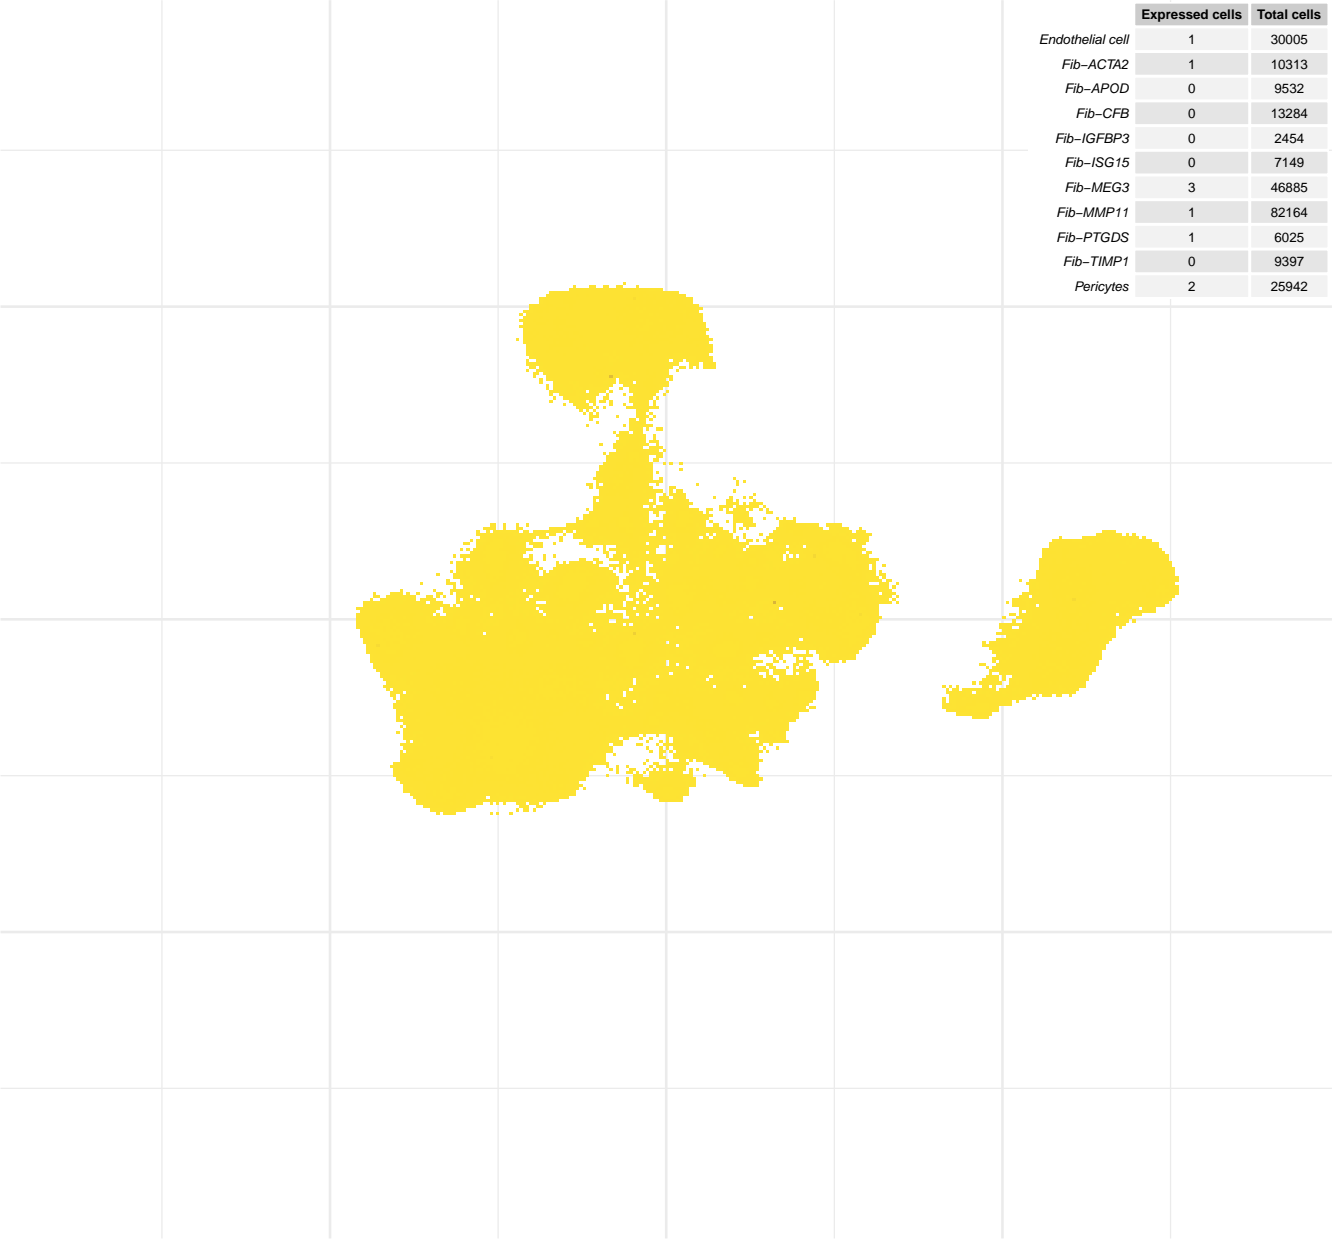 Expressed cells Total cells
Endothelial cell 1 30005
Fib−ACTA2 1 10313
Fib−APOD 0 9532
Fib−CFB 0 13284
Fib−IGFBP3 0 2454
Fib−ISG15 0 7149
Fib−MEG3 3 46885
Fib−MMP11 1 82164
Fib−PTGDS 1 6025
Fib−TIMP1 0 9397
Pericytes 2 25942